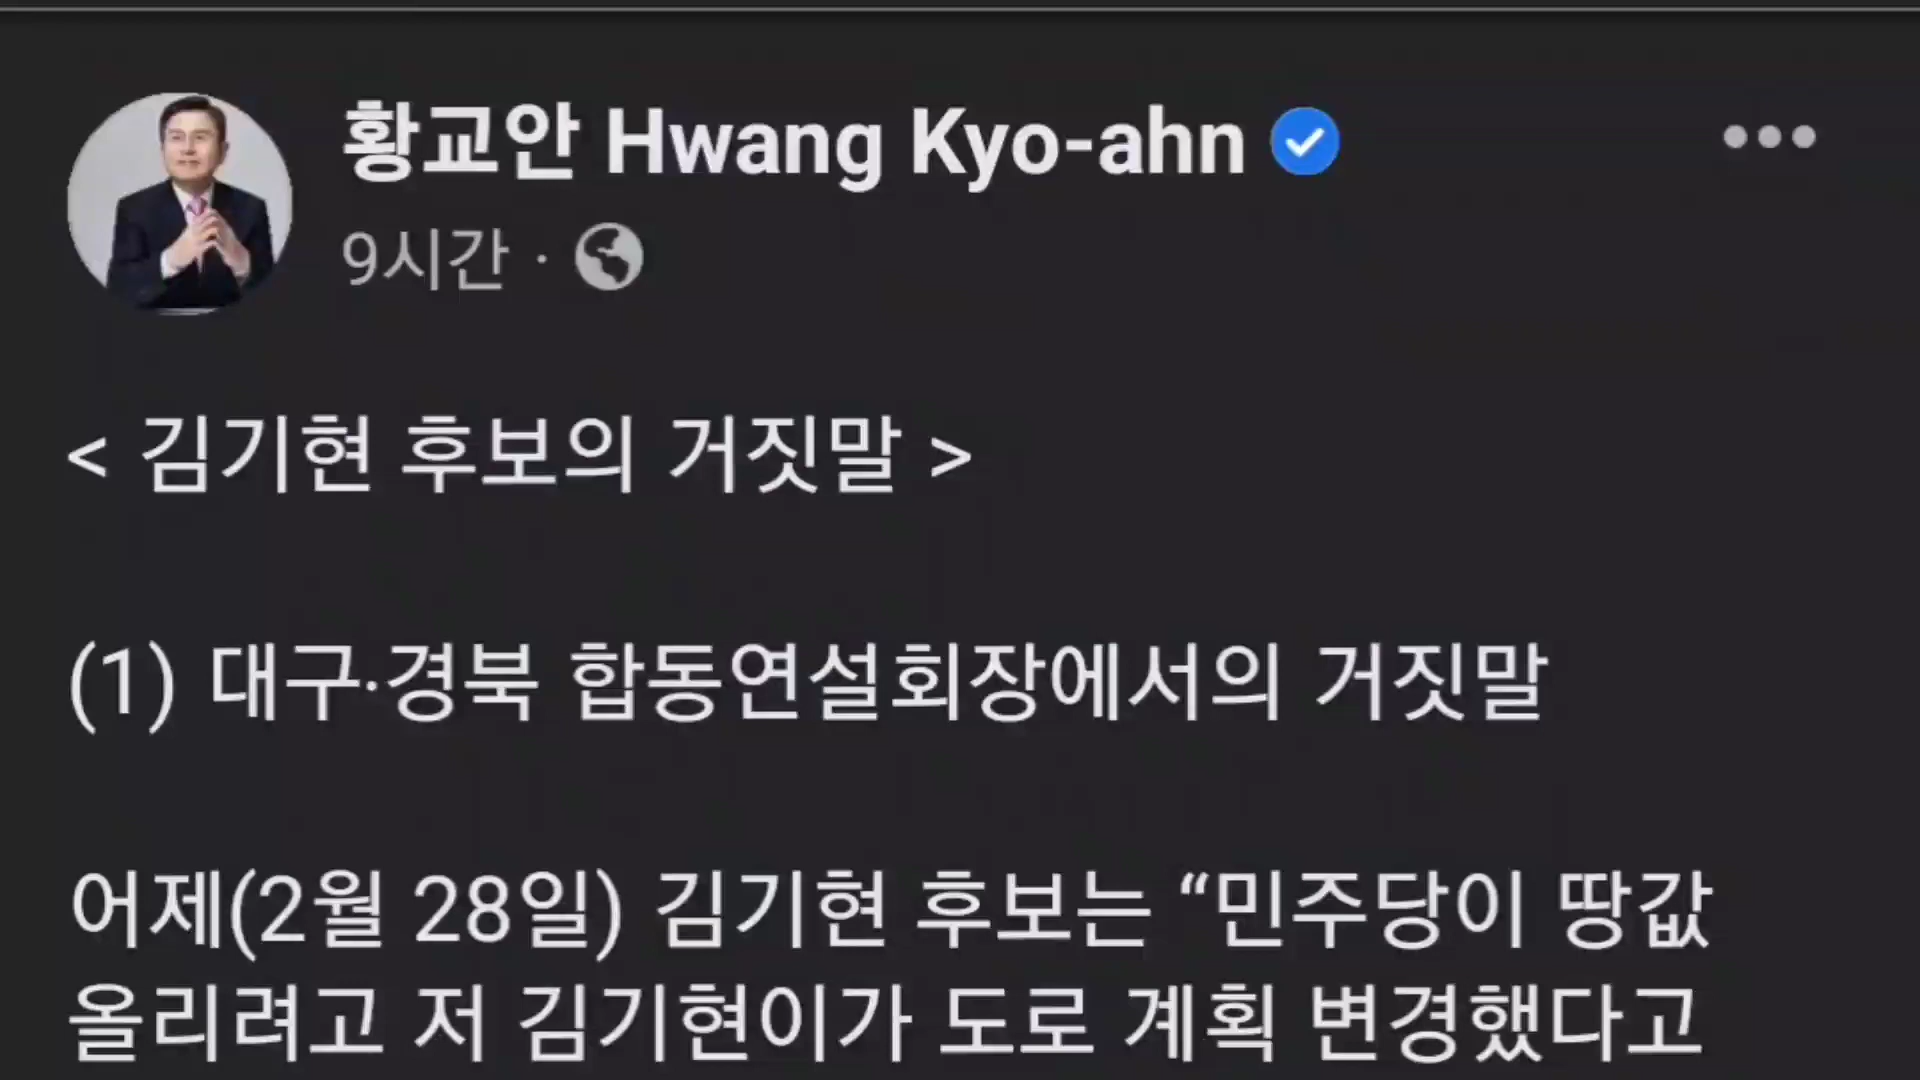 황교안 Hwang Kyo-ahn
9시간 ·
< 김기현 후보의 거짓말 >
(1) 대구·경북 합동연설회장에서의 거짓말
어제(2월 28일) 김기현 후보는 “민주당이 땅값
올리려고 저 김기현이가 도로 계획 변경했다고